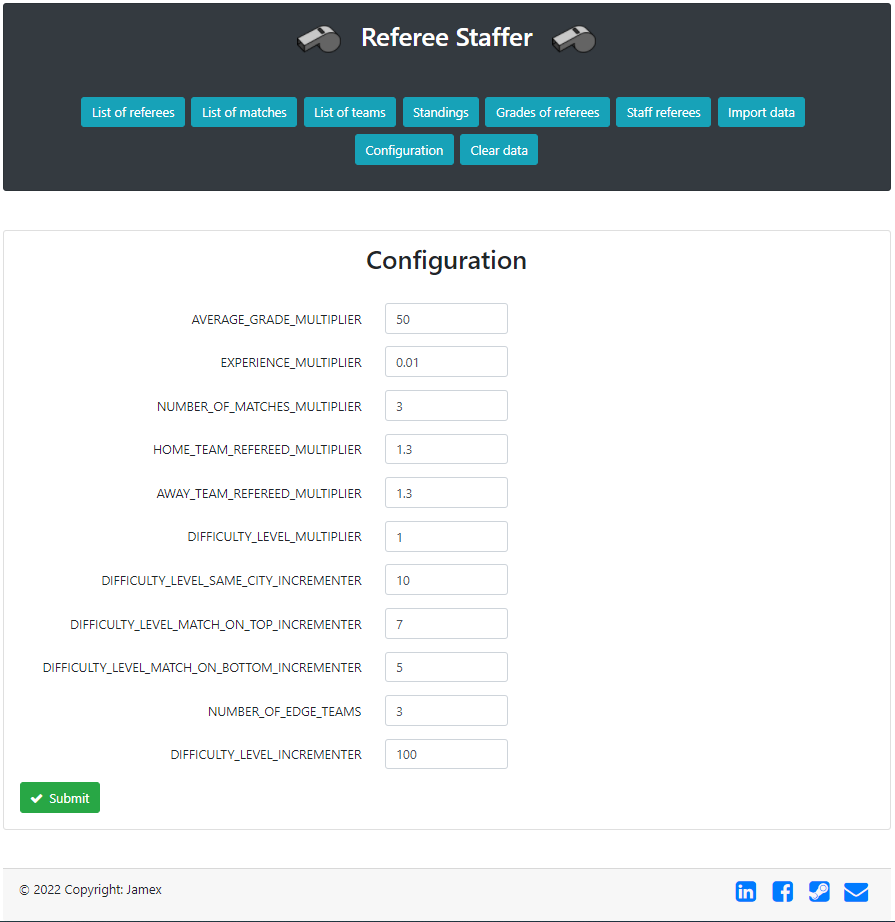 Referee Staffer
List of referees List of matches List of teams Standings Grades of referees Staff referees Import data
Configuration Clear data
Configuration
AVERAGE_GRADE_MULTIPLIER 50
EXPERIENCE_MULTIPLIER 0.01
NUMBER_OF_MATCHES_MULTIPLIER 3
HOME_TEAM_REFEREED_MULTIPLIER 1.3
AWAY_TEAM_REFEREED_MULTIPLIER 1.3
DIFFICULTY_LEVEL_MULTIPLIER 1
DIFFICULTY_LEVEL_SAME_CITY_INCREMENTER 10
DIFFICULTY_LEVEL_MATCH_ON_TOP_INCREMENTER 7
DIFFICULTY_LEVEL_MATCH_ON_BOTTOM_INCREMENTER 5
NUMBER_OF_EDGE_TEAMS 3
DIFFICULTY_LEVEL_INCREMENTER 100
Submit
© 2022 Copyright: Jamex